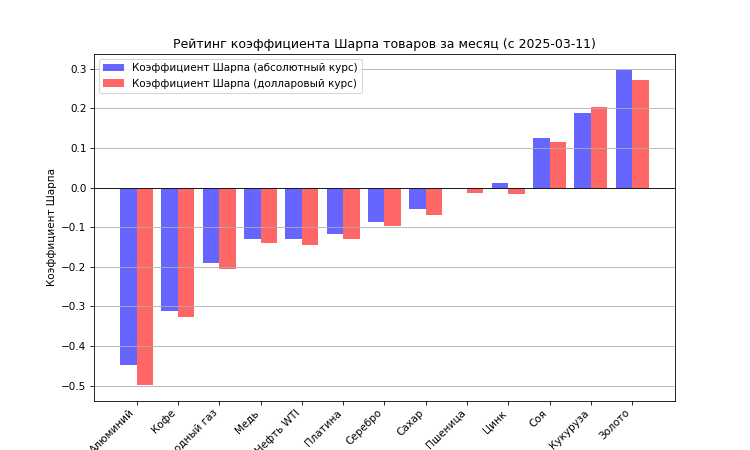 Рейтинг коэффициента Шарпа товаров за месяц (с 2025-03-11)
Коэффициент Шарпа (абсолютный курс)
Коэффициент Шарпа (долларовый курс)
Коэффициент Шарпа
0.3
0.2
0.1
0.0
−0.1
−0.2
−0.3
−0.4
−0.5
Алюминий
Кофе
одный газ
Медь
Нефть WTI
Платина
Серебро
Сахар
Пшеница
Цинк
Соя
Кукуруза
Золото